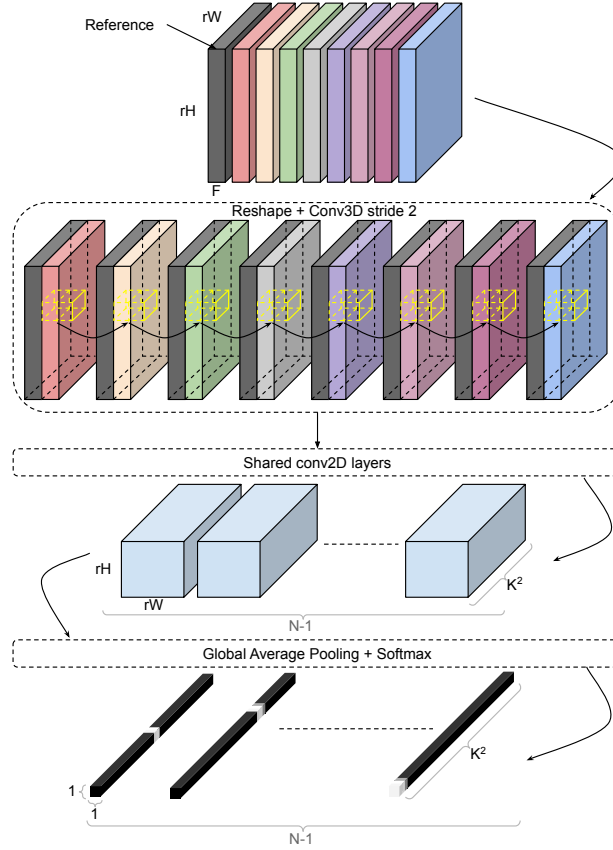 rW
Reference
rH
F
Reshape + Conv3D stride 2
Shared conv2D layers
rH
rW
K²
N-1
Global Average Pooling + Softmax
K²
1
1
N-1